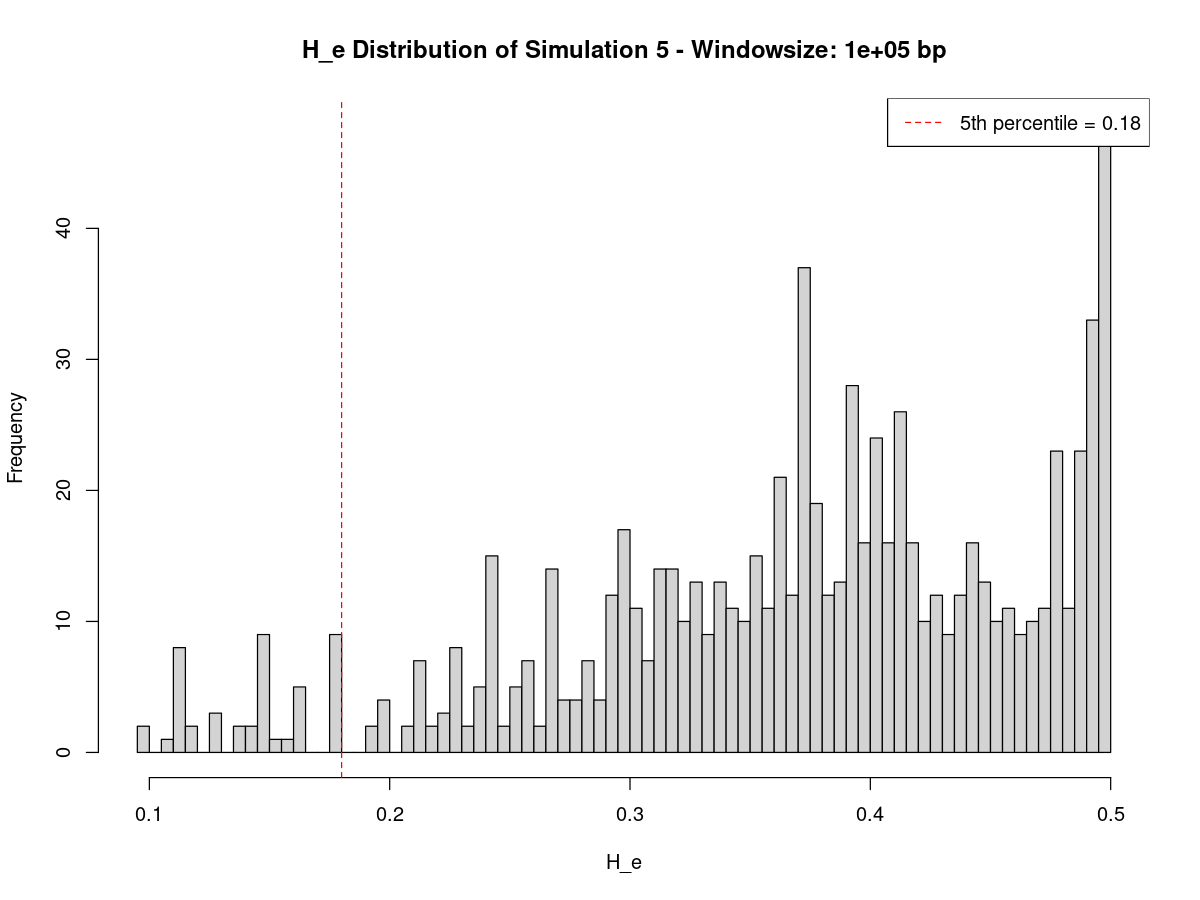 H_e Distribution of Simulation 5 - Windowsize: 1e+05 bp
5th percentile = 0.18
Frequency
40
30
20
10
0
0.1 0.2 0.3 0.4 0.5
H_e